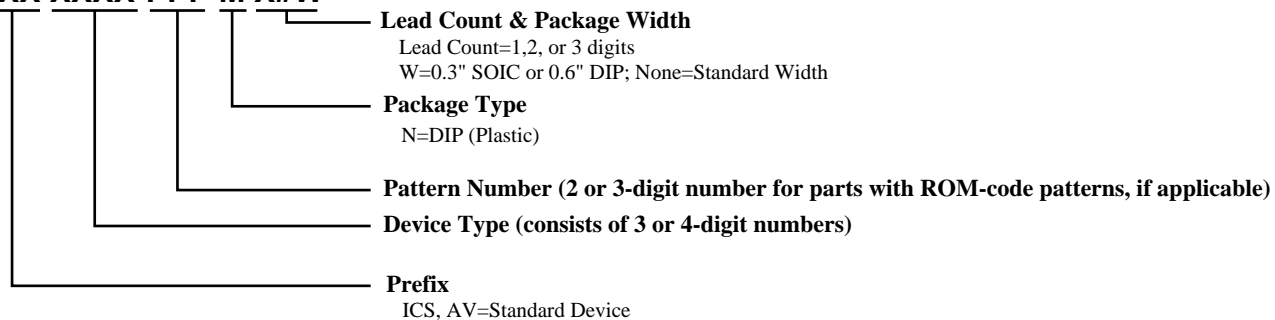 Lead Count & Package Width
Lead Count=1,2, or 3 digits
W=0.3" SOIC or 0.6" DIP; None=Standard Width
Package Type
N=DIP (Plastic)
Pattern Number (2 or 3-digit number for parts with ROM-code patterns, if applicable)
Device Type (consists of 3 or 4-digit numbers)
Prefix
ICS, AV=Standard Device